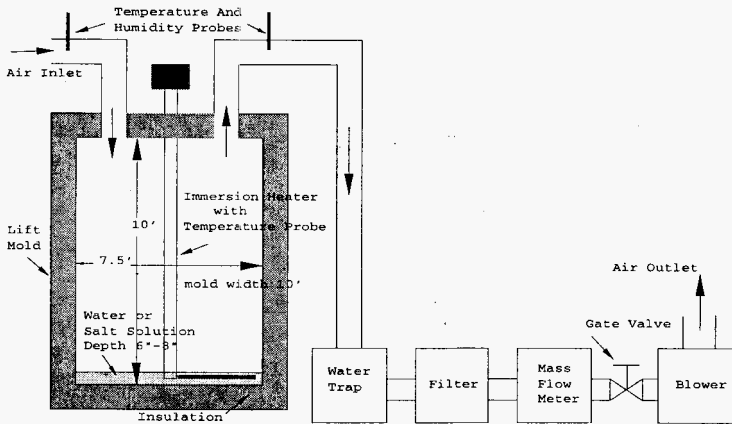 Temperature And
Humidity Probes
Air Inlet
Immersion Heater
with
Temperature Probe
10'
Lift
Mold
7.5'
mold width 10'
Air Outlet
Water or
Salt Solution
Depth 6"-8"
Gate Valve
Water
Trap
Filter
Mass
Flow
Meter
Blower
Insulation